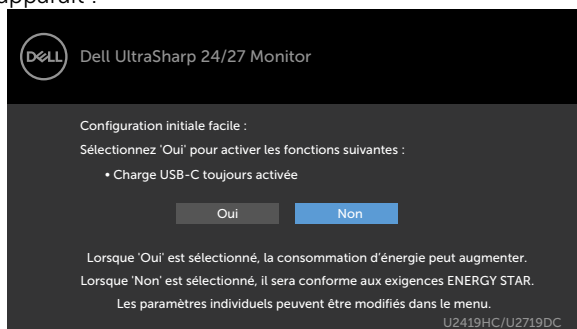 apparaît :
DELL
Dell UltraSharp 24/27 Monitor
Configuration initiale facile :
Sélectionnez 'Oui' pour activer les fonctions suivantes :
• Charge USB-C toujours activée
Oui Non
Lorsque 'Oui' est sélectionné, la consommation d'énergie peut augmenter.
Lorsque 'Non' est sélectionné, il sera conforme aux exigences ENERGY STAR.
Les paramètres individuels peuvent être modifiés dans le menu.
U2419HC/U2719DC